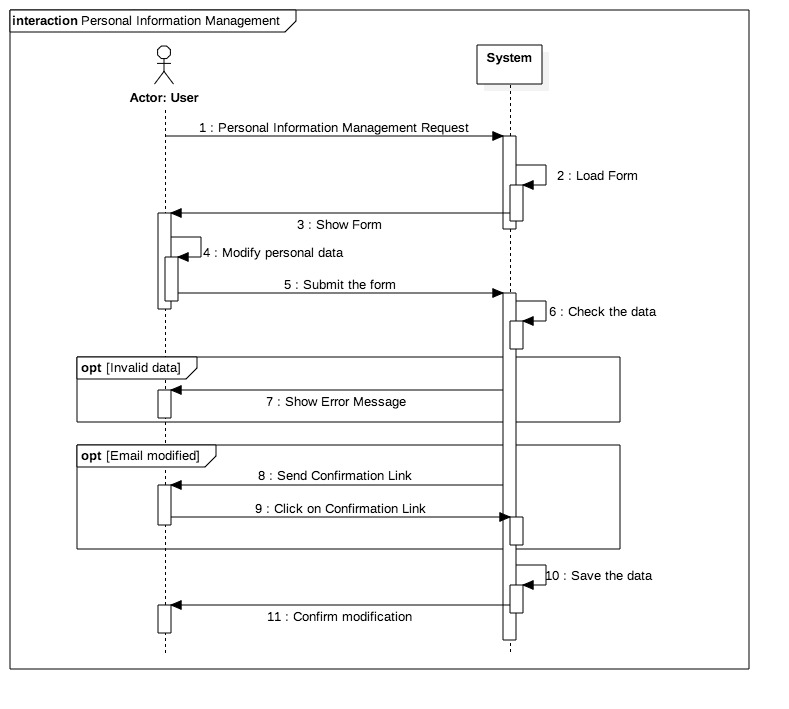 interaction Personal Information Management
System
Actor: User
1 : Personal Information Management Request
2 : Load Form
3 : Show Form
4 : Modify personal data
5 : Submit the form
6 : Check the data
opt [Invalid data]
7 : Show Error Message
opt [Email modified]
8 : Send Confirmation Link
9 : Click on Confirmation Link
10 : Save the data
11 : Confirm modification